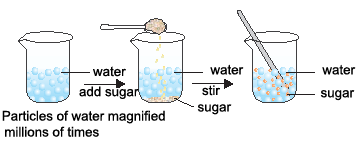 water
add sugar
water
stir
sugar
water
sugar
Particles of water magnified
millions of times